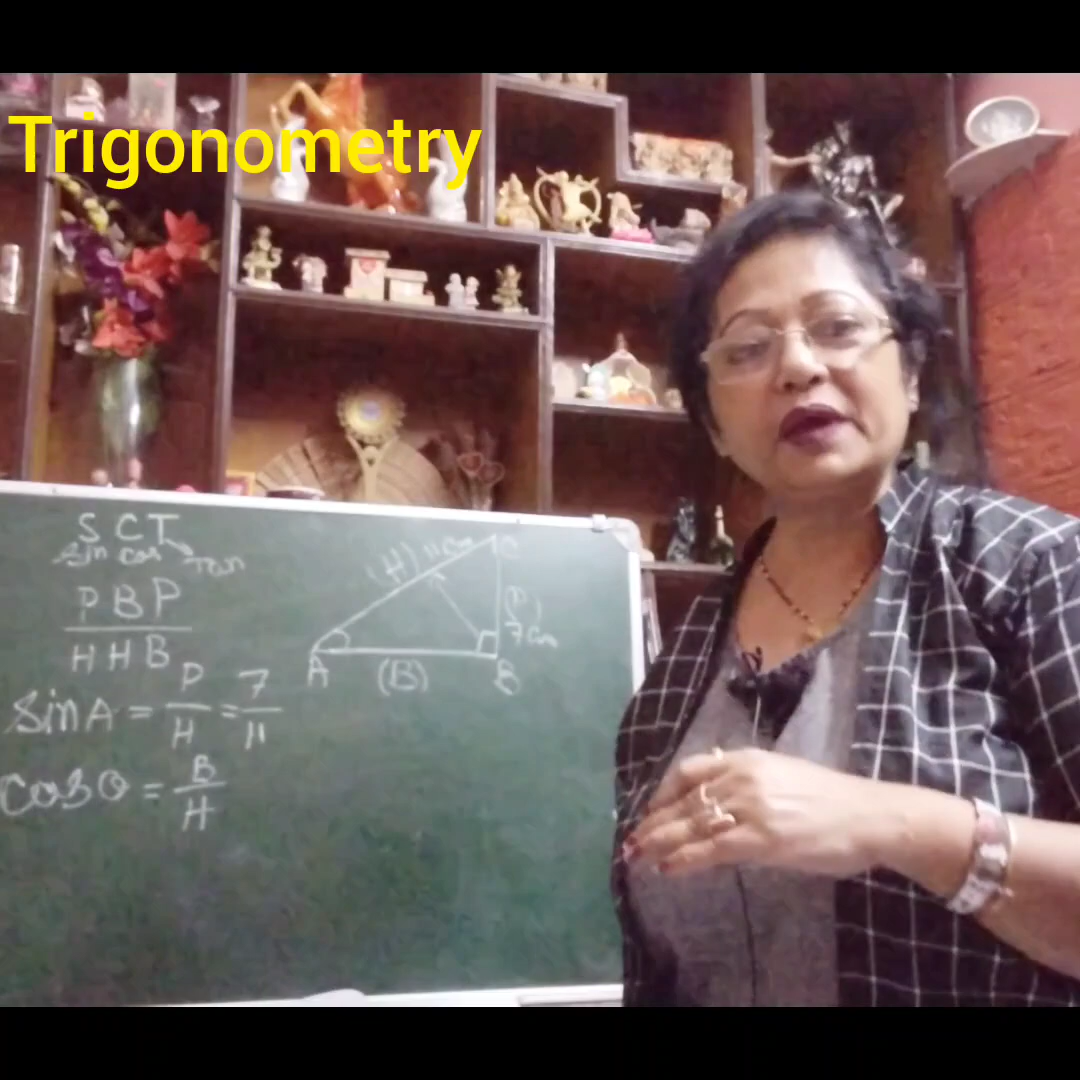 Trigonometry
S C T
sin cos Tan
P B P
H H B
sin A = P/H = 7/11
cos θ = B/H
(H) 11 cm C
(P)
7 cm
A (B) B